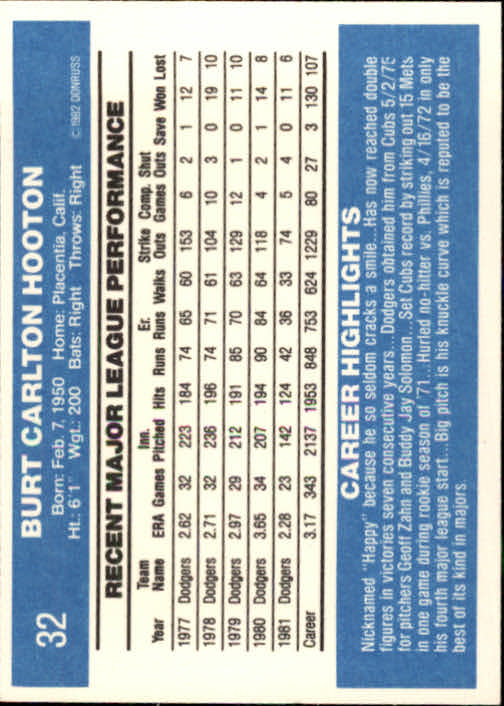 32
BURT CARLTON HOOTON
Born: Feb. 7, 1950 Home: Placentia, Calif.
Ht.: 6'1 Wgt.: 200 Bats: Right Throws: Right
© 1982 DONRUSS
RECENT MAJOR LEAGUE PERFORMANCE
Team Inn. Er. Strike Comp. Shut
Year Name ERA Games Pitched Hits Runs Runs Walks Outs Games Outs Save Won Lost
1977 Dodgers 2.62 32 223 184 74 65 60 153 6 2 1 12 7
1978 Dodgers 2.71 32 236 196 74 71 61 104 10 3 0 19 10
1979 Dodgers 2.97 29 212 191 85 70 63 129 12 1 0 11 10
1980 Dodgers 3.65 34 207 194 90 84 64 118 4 2 1 14 8
1981 Dodgers 2.28 23 142 124 42 36 33 74 5 4 0 11 6
Career 3.17 343 2137 1953 848 753 624 1229 80 27 3 130 107
CAREER HIGHLIGHTS
Nicknamed "Happy" because he so seldom cracks a smile...Has now reached double
figures in victories seven consecutive years...Dodgers obtained him from Cubs 5/2/75
for pitchers Geoff Zahn and Buddy Jay Solomon...Set Cubs record by striking out 15 Mets
in one game during rookie season of '71...Hurled no-hitter vs. Phillies, 4/16/72 in only
his fourth major league start...Big pitch is his knuckle curve which is reputed to be the
best of its kind in majors